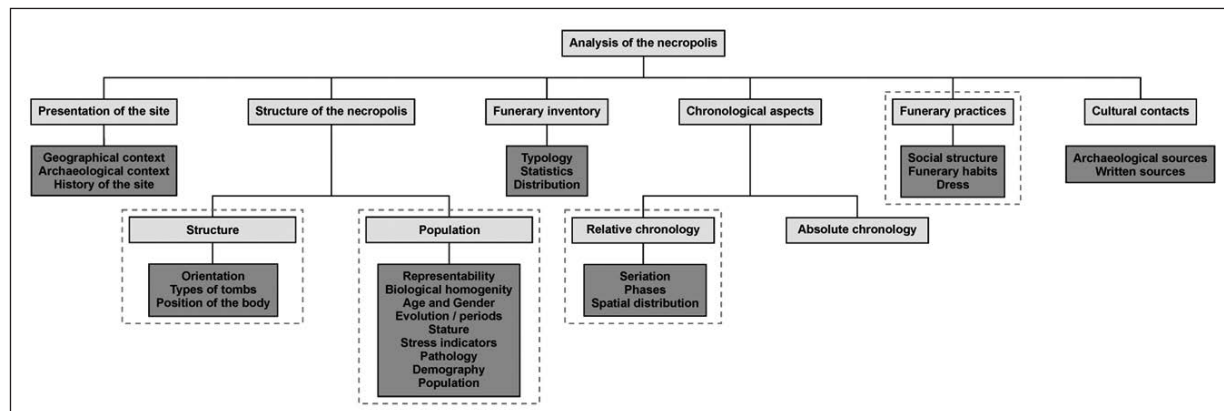 Analysis of the necropolis
Presentation of the site
Structure of the necropolis
Funerary inventory
Chronological aspects
Funerary practices
Cultural contacts
Geographical context
Archaeological context
History of the site
Typology
Statistics
Distribution
Social structure
Funerary habits
Dress
Archaeological sources
Written sources
Structure
Population
Relative chronology
Absolute chronology
Orientation
Types of tombs
Position of the body
Representability
Biological homogenity
Age and Gender
Evolution / periods
Stature
Stress indicators
Pathology
Demography
Population
Seriation
Phases
Spatial distribution